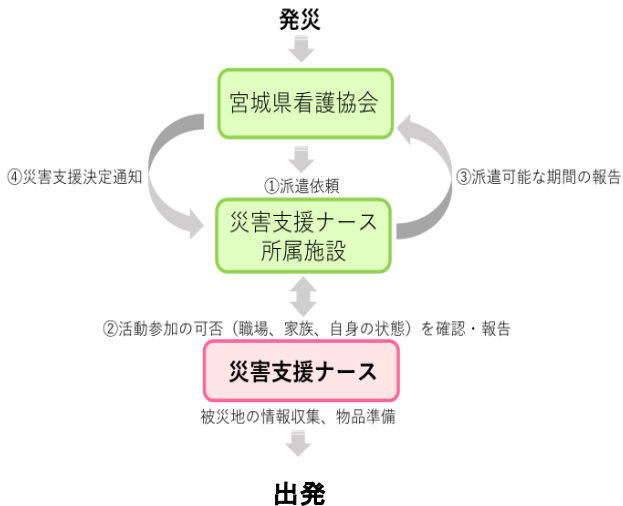 発災
宮城県看護協会
④災害支援決定通知
①派遣依頼
③派遣可能な期間の報告
災害支援ナース
所属施設
②活動参加の可否（職場、家族、自身の状態）を確認・報告
災害支援ナース
被災地の情報収集、物品準備
出発